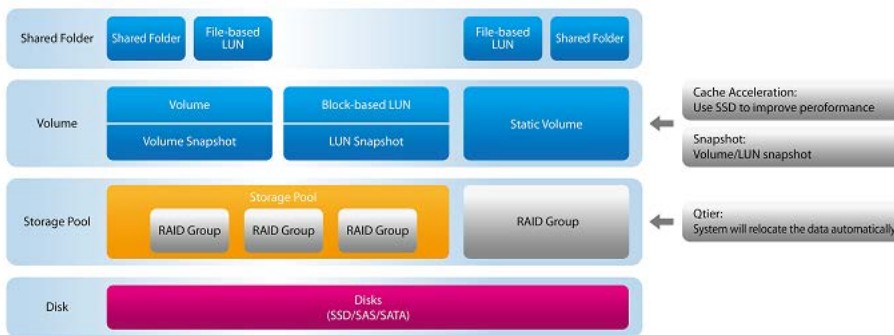 Shared Folder
Shared Folder
File-based
LUN
File-based
LUN
Shared Folder
Volume
Volume
Volume Snapshot
Block-based LUN
LUN Snapshot
Static Volume
Cache Acceleration:
Use SSD to improve peroformance
Snapshot:
Volume/LUN snapshot
Storage Pool
Storage Pool
RAID Group
RAID Group
RAID Group
RAID Group
Qtier:
System will relocate the data automatically
Disk
Disks
(SSD/SAS/SATA)